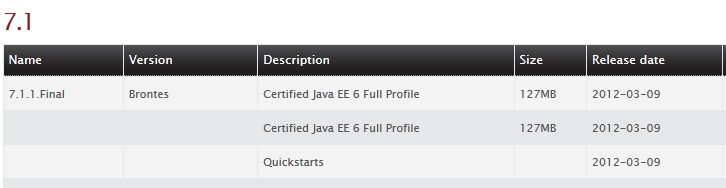 7.1
Name Version Description Size Release date
7.1.1.Final Brontes Certified Java EE 6 Full Profile 127MB 2012-03-09
Certified Java EE 6 Full Profile 127MB 2012-03-09
Quickstarts 2012-03-09